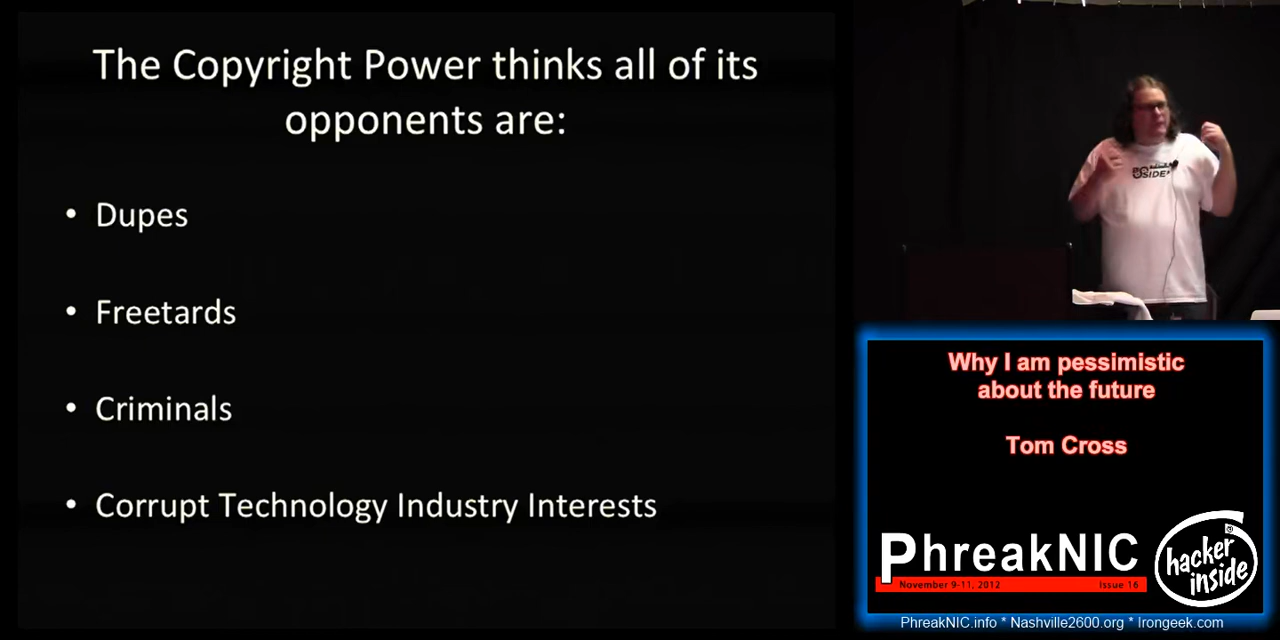 The Copyright Power thinks all of its
opponents are:
• Dupes
• Freetards
• Criminals
• Corrupt Technology Industry Interests
SIDE
Why I am pessimistic
about the future
Tom Cross
PhreakNIC
November 9-11, 2012 Issue 16
hacker
inside
PhreakNIC.info * Nashville2600.org * Irongeek.com